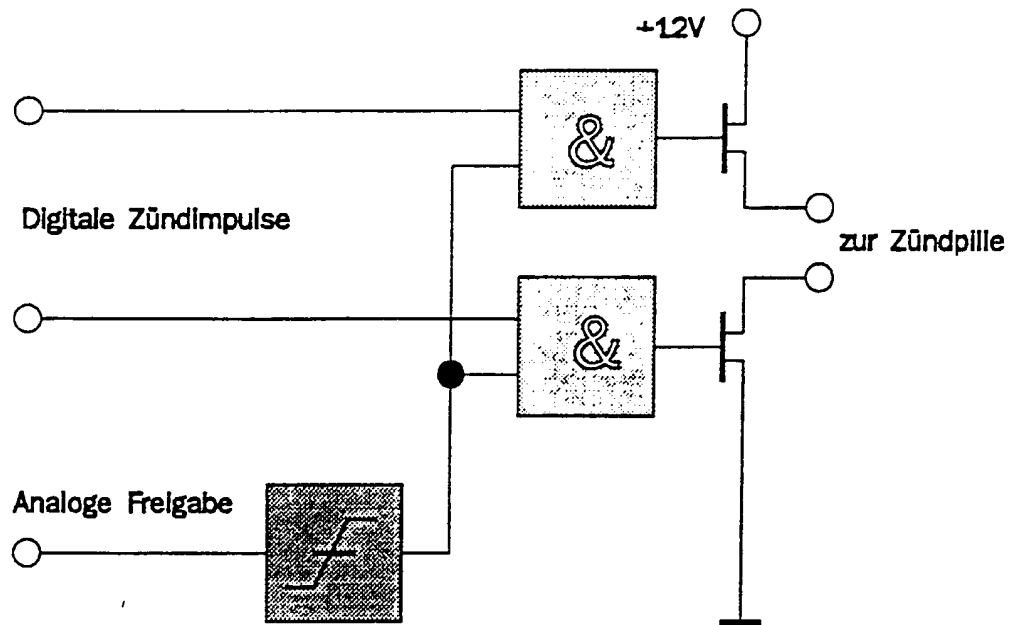 +12V
&
Digitale Zündimpulse
zur Zündpille
&
Analoge Freigabe